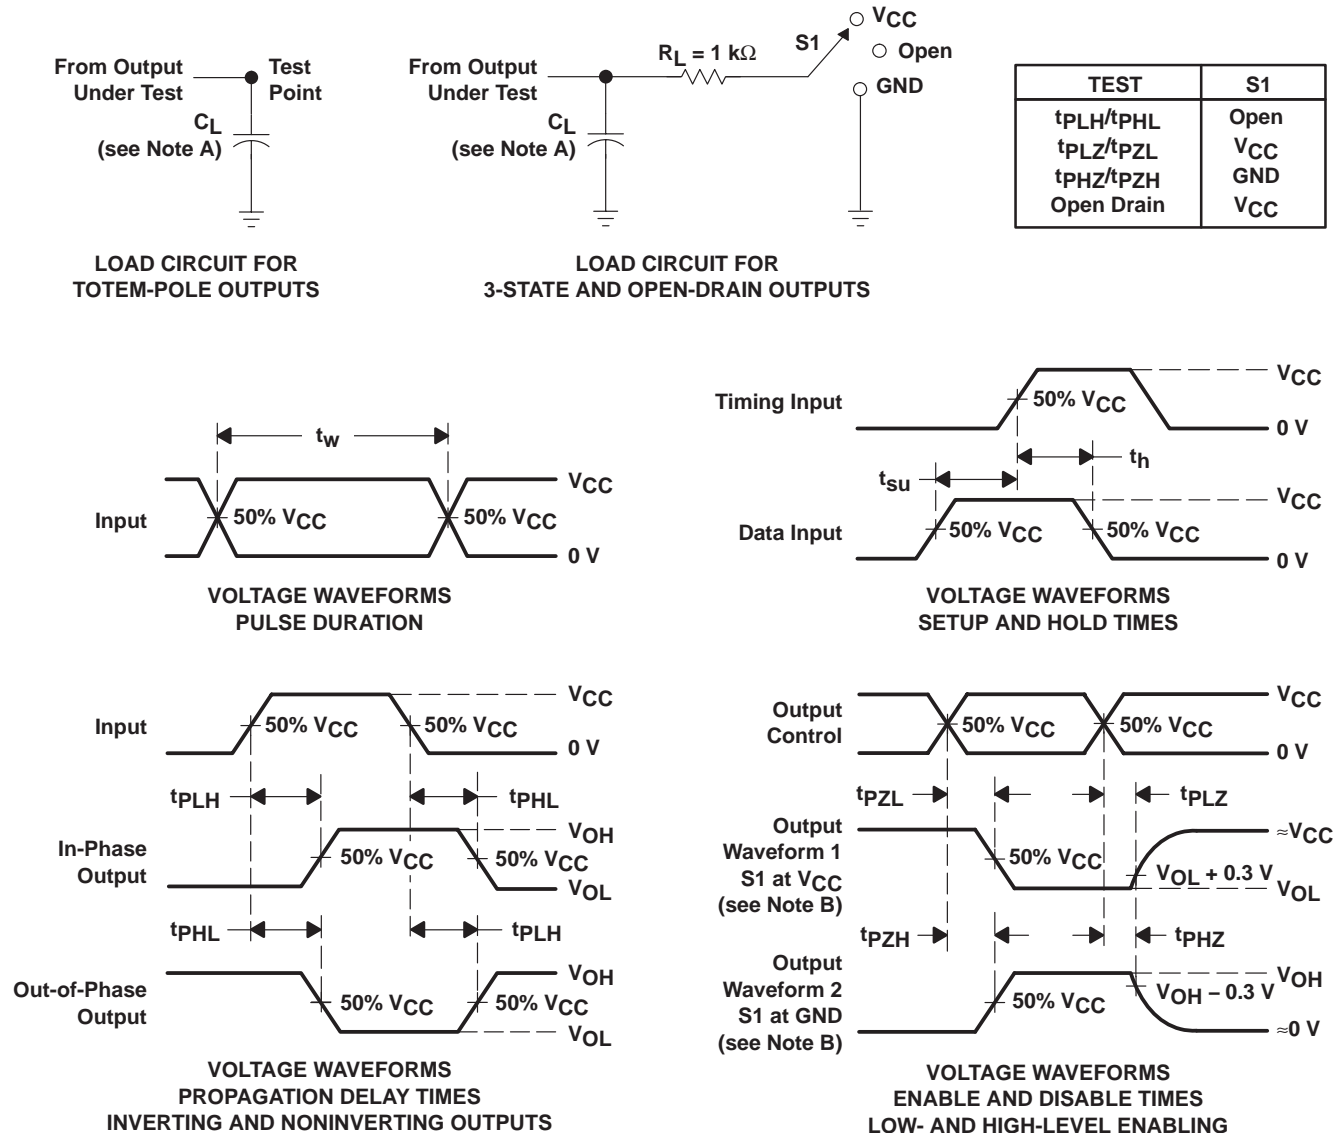 From Output
Under Test
Test
Point
CL
(see Note A)
LOAD CIRCUIT FOR
TOTEM-POLE OUTPUTS
From Output
Under Test
CL
(see Note A)
RL = 1 kΩ
S1
VCC
Open
GND
LOAD CIRCUIT FOR
3-STATE AND OPEN-DRAIN OUTPUTS
TEST S1
tPLH/tPHL Open
tPLZ/tPZL VCC
tPHZ/tPZH GND
Open Drain VCC
tw
Input
50% VCC
50% VCC
VCC
0 V
VOLTAGE WAVEFORMS
PULSE DURATION
Timing Input
50% VCC
VCC
0 V
tsu
th
Data Input
50% VCC
50% VCC
VCC
0 V
VOLTAGE WAVEFORMS
SETUP AND HOLD TIMES
Input
50% VCC
50% VCC
VCC
0 V
tPLH
tPHL
In-Phase
Output
50% VCC
50% VCC
VOH
VOL
tPHL
tPLH
Out-of-Phase
Output
50% VCC
50% VCC
VOH
VOL
VOLTAGE WAVEFORMS
PROPAGATION DELAY TIMES
INVERTING AND NONINVERTING OUTPUTS
Output
Control
50% VCC
50% VCC
VCC
0 V
tPZL
tPLZ
Output
Waveform 1
S1 at VCC
(see Note B)
50% VCC
VOL + 0.3 V
≈VCC
VOL
tPZH
tPHZ
Output
Waveform 2
S1 at GND
(see Note B)
50% VCC
VOH − 0.3 V
VOH
≈0 V
VOLTAGE WAVEFORMS
ENABLE AND DISABLE TIMES
LOW- AND HIGH-LEVEL ENABLING